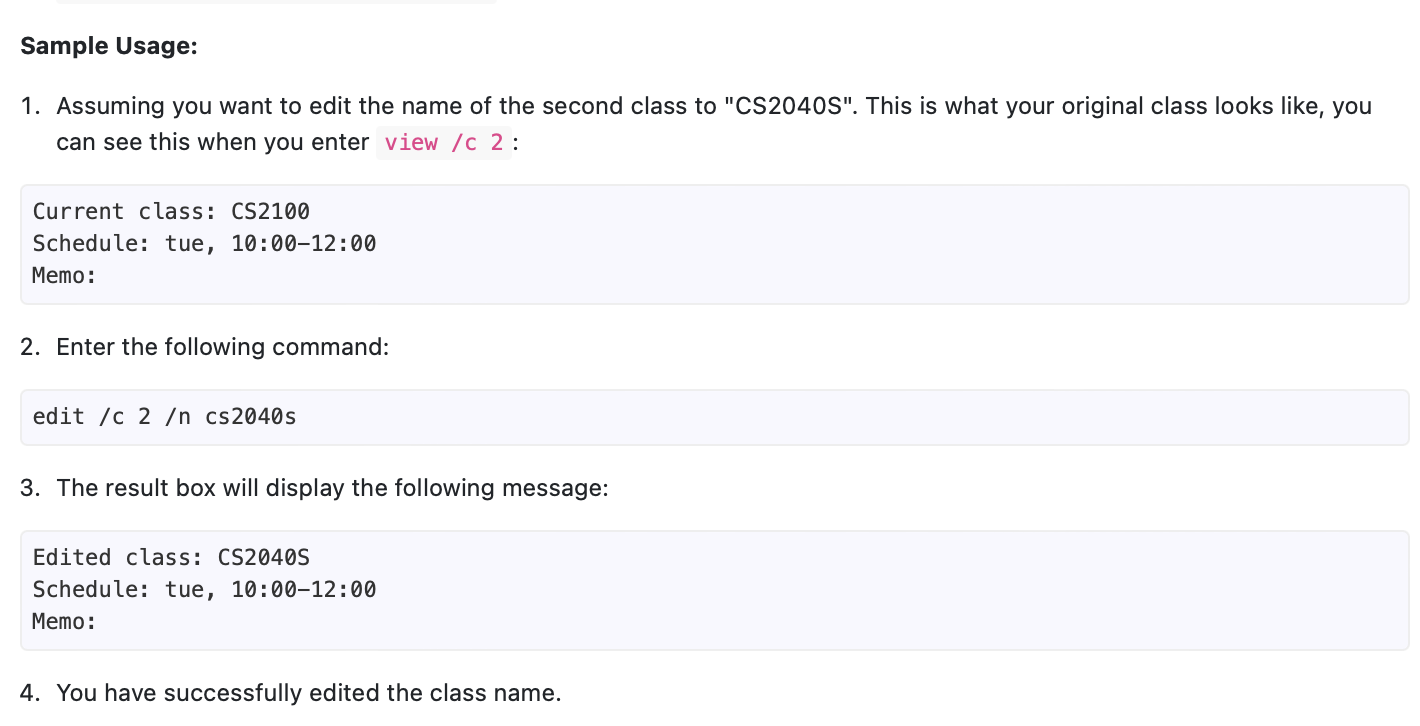 Sample Usage:
1. Assuming you want to edit the name of the second class to "CS2040S". This is what your original class looks like, you
can see this when you enter view /c 2 :
Current class: CS2100
Schedule: tue, 10:00–12:00
Memo:
2. Enter the following command:
edit /c 2 /n cs2040s
3. The result box will display the following message:
Edited class: CS2040S
Schedule: tue, 10:00–12:00
Memo:
4. You have successfully edited the class name.